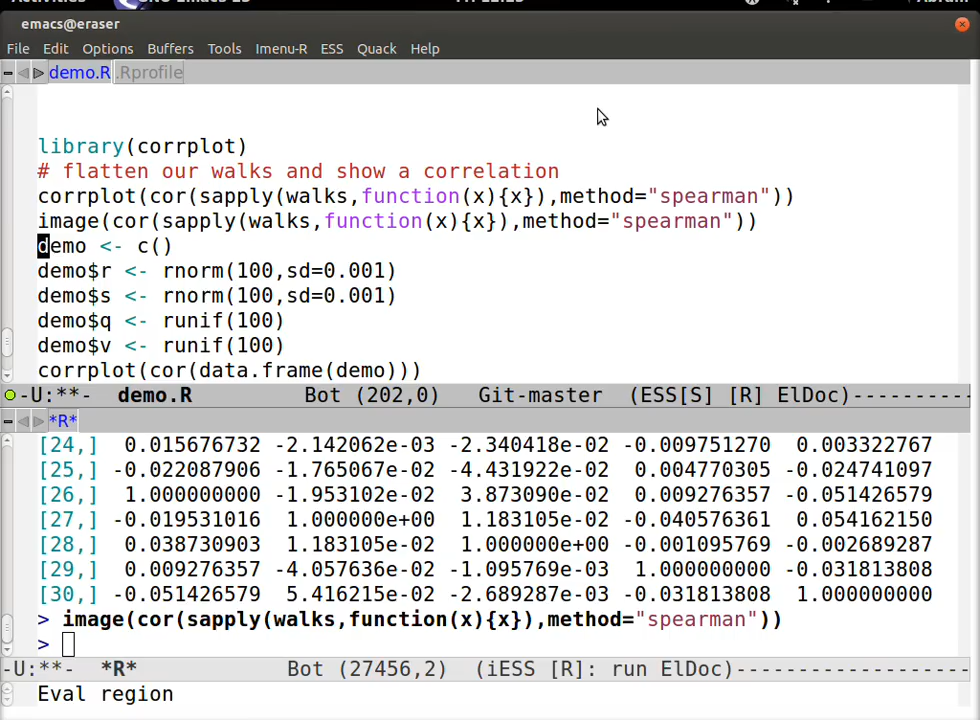 emacs@eraser
File Edit Options Buffers Tools Imenu-R ESS Quack Help
demo.R .Rprofile
library(corrplot)
# flatten our walks and show a correlation
corrplot(cor(sapply(walks,function(x){x}),method="spearman"))
image(cor(sapply(walks,function(x){x}),method="spearman"))
demo <- c()
demo$r <- rnorm(100,sd=0.001)
demo$s <- rnorm(100,sd=0.001)
demo$q <- runif(100)
demo$v <- runif(100)
corrplot(cor(data.frame(demo)))
-U:**- demo.R Bot (202,0) Git-master (ESS[S] [R] ElDoc)----------
*R*
[24,] 0.015676732 -2.142062e-03 -2.340418e-02 -0.009751270 0.003322767
[25,] -0.022087906 -1.765067e-02 -4.431922e-02 0.004770305 -0.024741097
[26,] 1.000000000 -1.953102e-02 3.873090e-02 0.009276357 -0.051426579
[27,] -0.019531016 1.000000e+00 1.183105e-02 -0.040576361 0.054162150
[28,] 0.038730903 1.183105e-02 1.000000e+00 -0.001095769 -0.002689287
[29,] 0.009276357 -4.057636e-02 -1.095769e-03 1.000000000 -0.031813808
[30,] -0.051426579 5.416215e-02 -2.689287e-03 -0.031813808 1.000000000
> image(cor(sapply(walks,function(x){x}),method="spearman"))
>
-U:**- *R* Bot (27456,2) (iESS [R]: run ElDoc)--------------------
Eval region